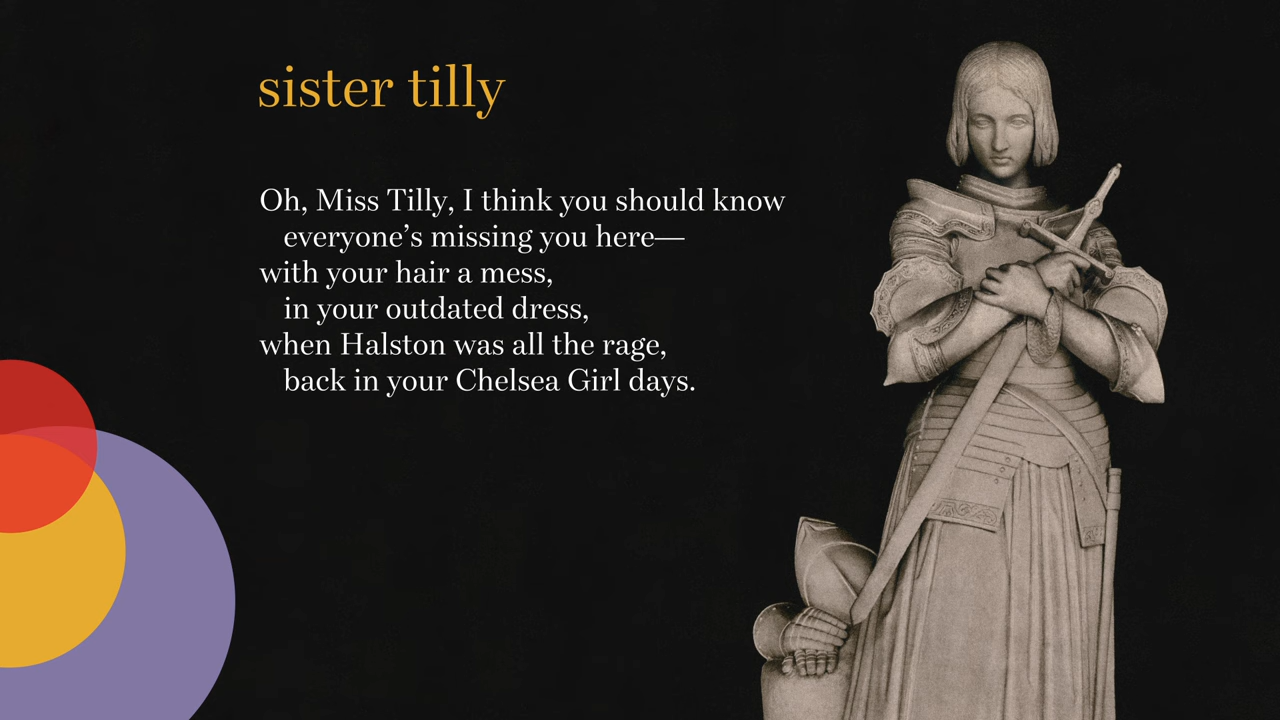 sister tilly
Oh, Miss Tilly, I think you should know
everyone’s missing you here—
with your hair a mess,
in your outdated dress,
when Halston was all the rage,
back in your Chelsea Girl days.